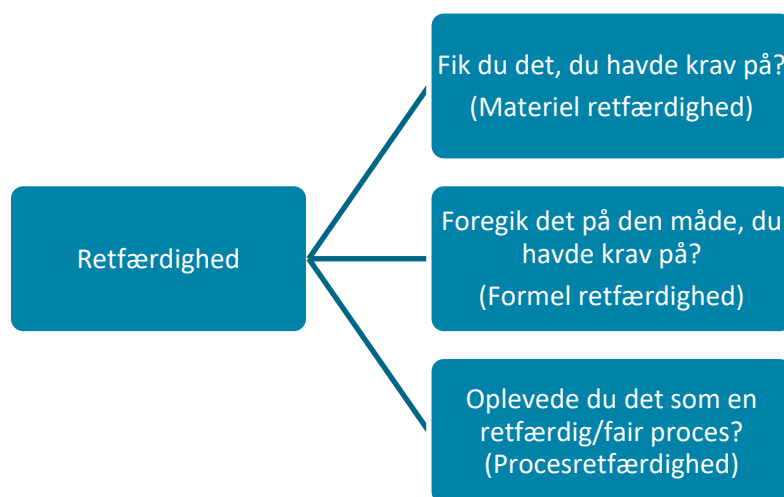 Fik du det, du havde krav på?
(Materiel retfærdighed)
Retfærdighed
Foregik det på den måde, du
havde krav på?
(Formel retfærdighed)
Oplevede du det som en
retfærdig/fair proces?
(Procesretfærdighed)